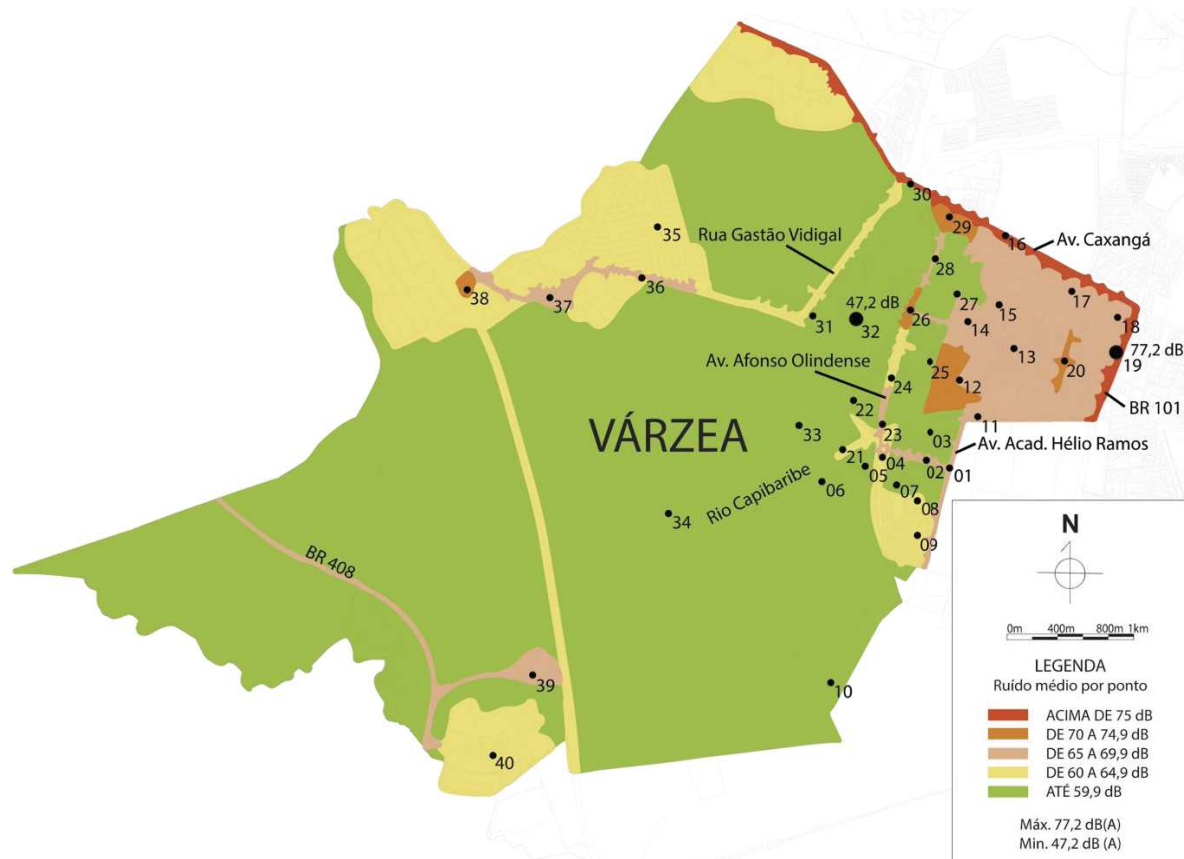 30
29
16
Av. Caxangá
35
Rua Gastão Vidigal
28
36
38
37
47,2 dB
27
15
17
26
31
32
14
18
13
77,2 dB
19
20
Av. Afonso Olindense
25
24
12
BR 101
22
11
VÁRZEA
33
23
03
Av. Acad. Hélio Ramos
21
04
02
01
05
06
07
Rio Capibaribe
08
34
09
BR 408
39
10
40
N
0m 400m 800m 1km
LEGENDA
Ruído médio por ponto
ACIMA DE 75 dB
DE 70 A 74,9 dB
DE 65 A 69,9 dB
DE 60 A 64,9 dB
ATÉ 59,9 dB
Máx. 77,2 dB(A)
Min. 47,2 dB (A)